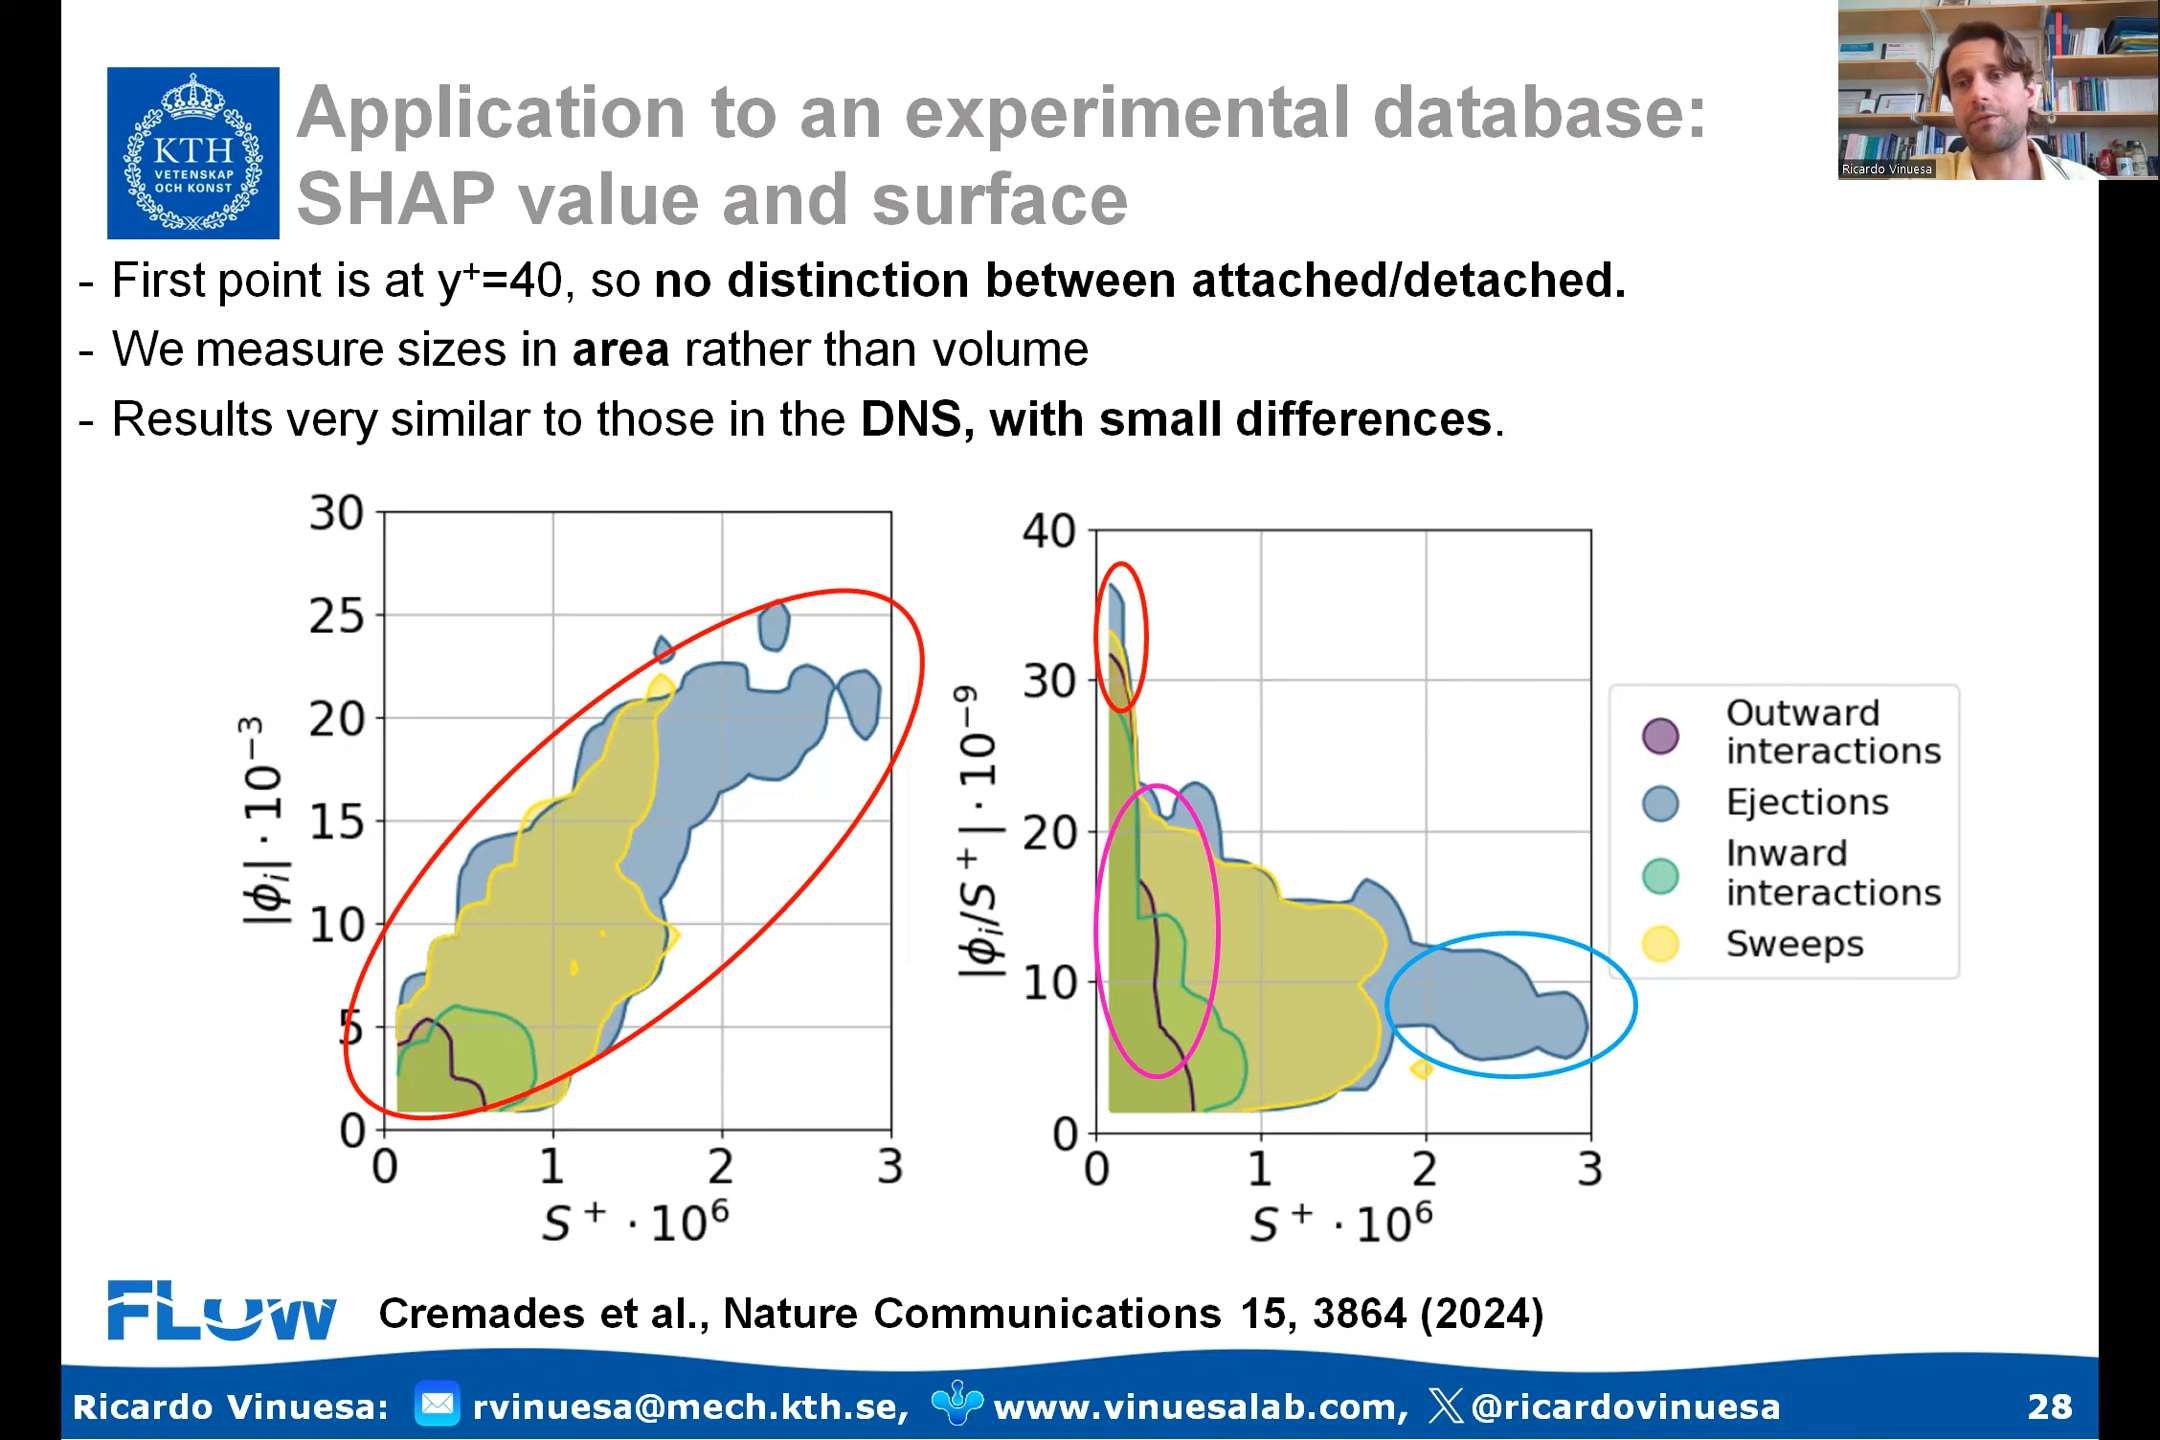 KTH
VETENSKAP
OCH KONST
Application to an experimental database:
SHAP value and surface
Ricardo Vinuesa
- First point is at y⁺=40, so no distinction between attached/detached.
- We measure sizes in area rather than volume
- Results very similar to those in the DNS, with small differences.
30
25
20
15
10
5
0
0 1 2 3
|ϕᵢ| · 10⁻³
S⁺ · 10⁶
40
30
20
10
0
0 1 2 3
|ϕᵢ/S⁺| · 10⁻⁹
S⁺ · 10⁶
Outward
interactions
Ejections
Inward
interactions
Sweeps
FLOW
Cremades et al., Nature Communications 15, 3864 (2024)
Ricardo Vinuesa: rvinuesa@mech.kth.se, www.vinuesalab.com, @ricardovinuesa 28